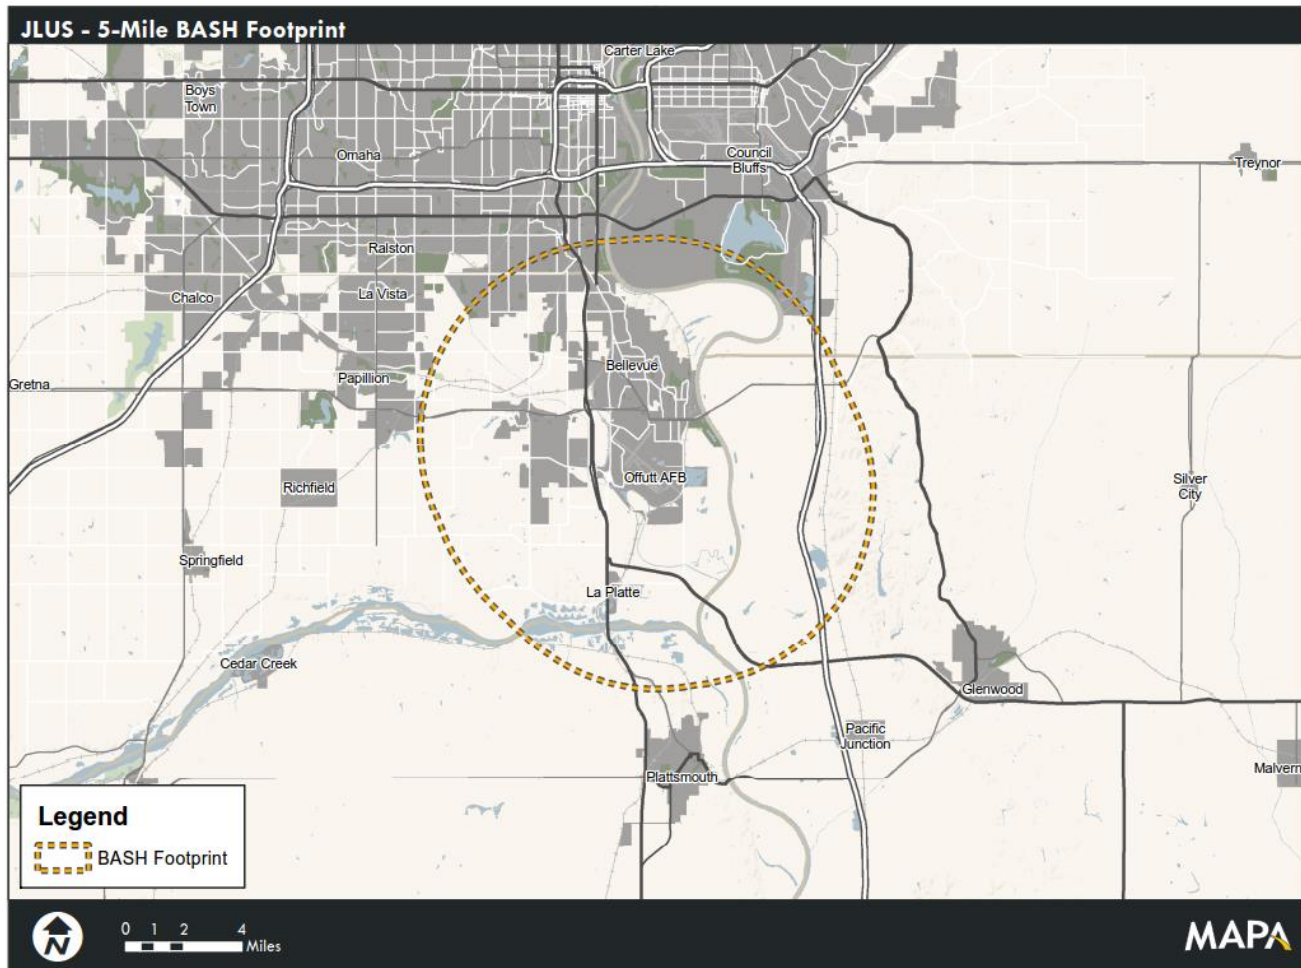 JLUS - 5-Mile BASH Footprint
Carter Lake
Boys
Town
Omaha
Council
Bluffs
Treynor
Ralston
La Vista
Chalco
Gretna
Papillion
Bellevue
Richfield
Offutt AFB
Silver
City
Springfield
La Platte
Cedar Creek
Glenwood
Pacific
Junction
Plattsmouth
Malvern
Legend
BASH Footprint
N
0 1 2 4
Miles
MAPA